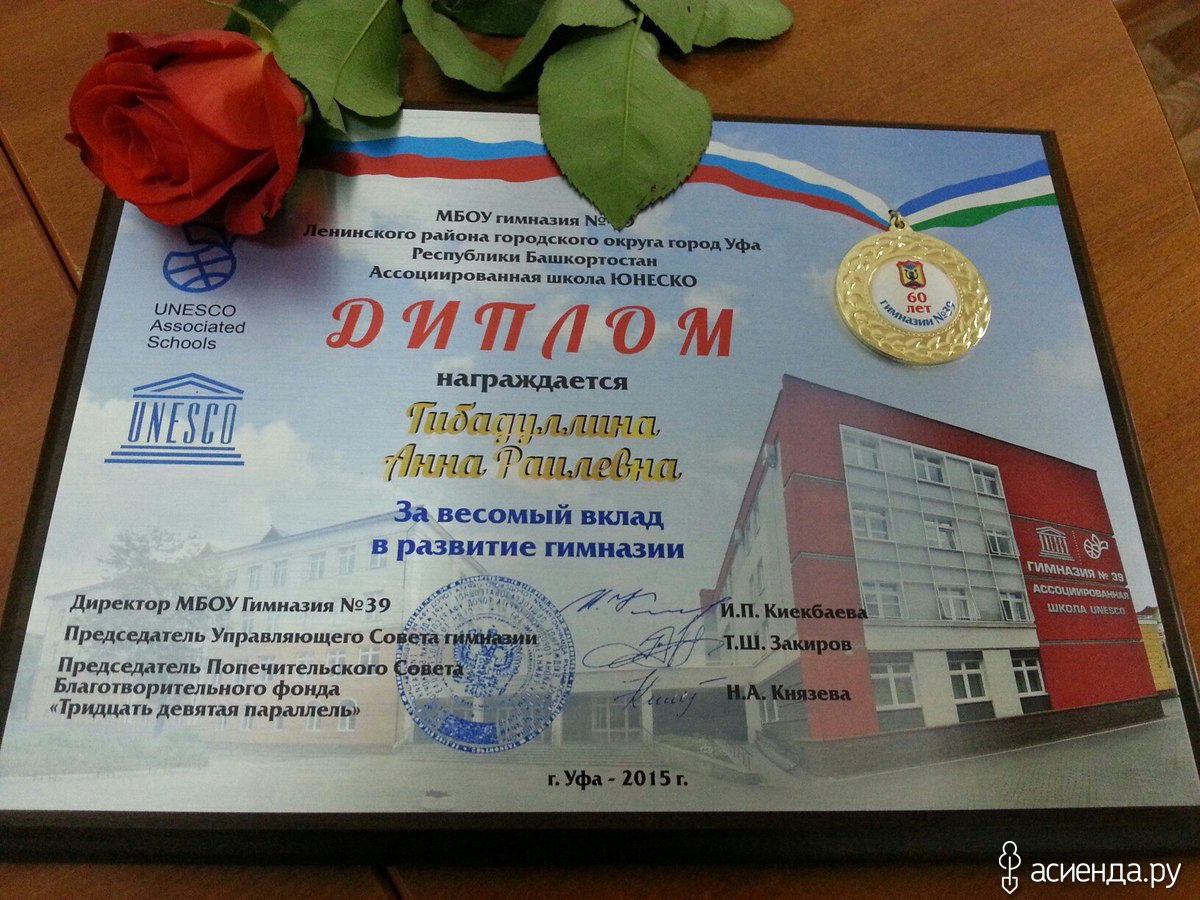 МБОУ гимназия №
Ленинского района городского округа город Уфа
Республики Башкортостан
Ассоциированная школа ЮНЕСКО
UNESCO
Associated
Schools
ДИПЛОМ
60
лет
гимназии №39
награждается
Гибадуллина
Анна Раилевна
UNESCO
За весомый вклад
в развитие гимназии
ГИМНАЗИЯ № 39
АССОЦИИРОВАННАЯ
ШКОЛА UNESCO
Директор МБОУ Гимназия №39
И.П. Киекбаева
Председатель Управляющего Совета гимназии
Т.Ш. Закиров
Председатель Попечительского Совета
Благотворительного фонда
«Тридцать девятая параллель»
Н.А. Князева
г. Уфа - 2015 г.
асиенда.ру